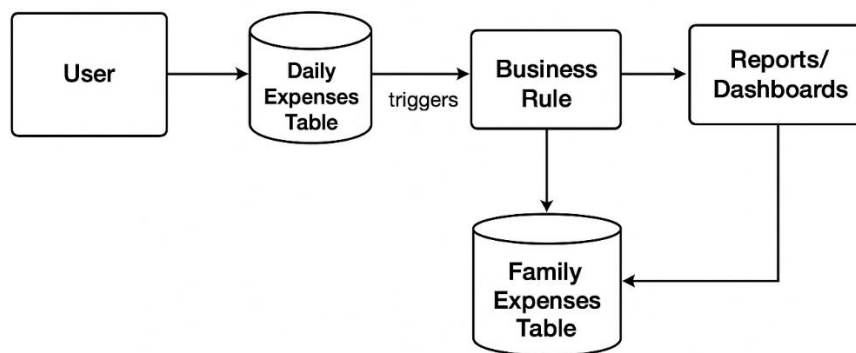 User
Daily
Expenses
Table
triggers
Business
Rule
Reports/
Dashboards
Family
Expenses
Table